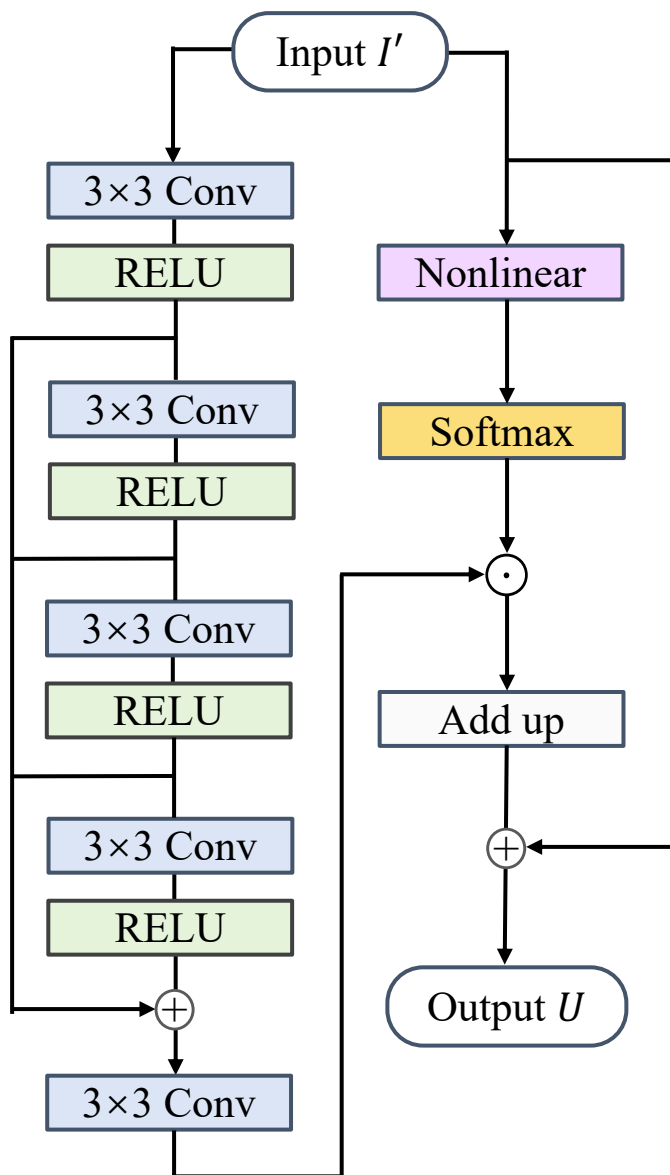 Input I′
3×3 Conv
RELU
3×3 Conv
RELU
3×3 Conv
RELU
3×3 Conv
RELU
+
3×3 Conv
Nonlinear
Softmax
·
Add up
+
Output U